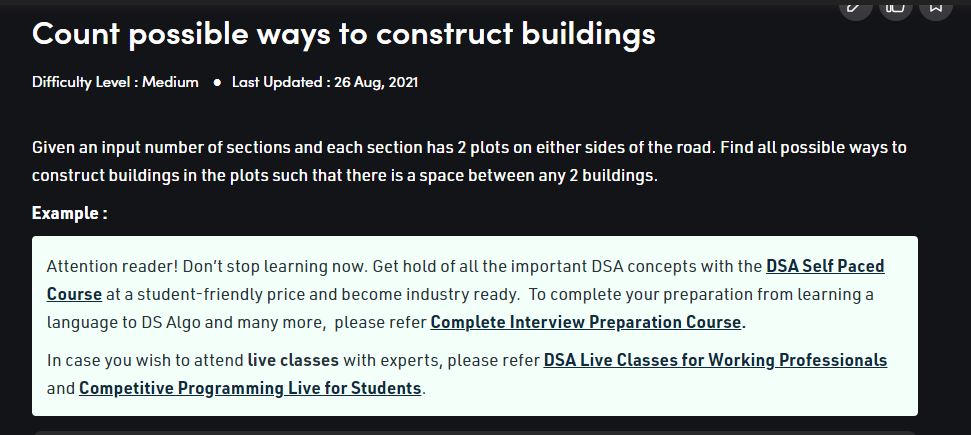 Count possible ways to construct buildings
Difficulty Level : Medium ● Last Updated : 26 Aug, 2021
Given an input number of sections and each section has 2 plots on either sides of the road. Find all possible ways to
construct buildings in the plots such that there is a space between any 2 buildings.
Example :
Attention reader! Don't stop learning now. Get hold of all the important DSA concepts with the DSA Self Paced
Course at a student-friendly price and become industry ready.  To complete your preparation from learning a
language to DS Algo and many more,  please refer Complete Interview Preparation Course.
In case you wish to attend live classes with experts, please refer DSA Live Classes for Working Professionals
and Competitive Programming Live for Students.